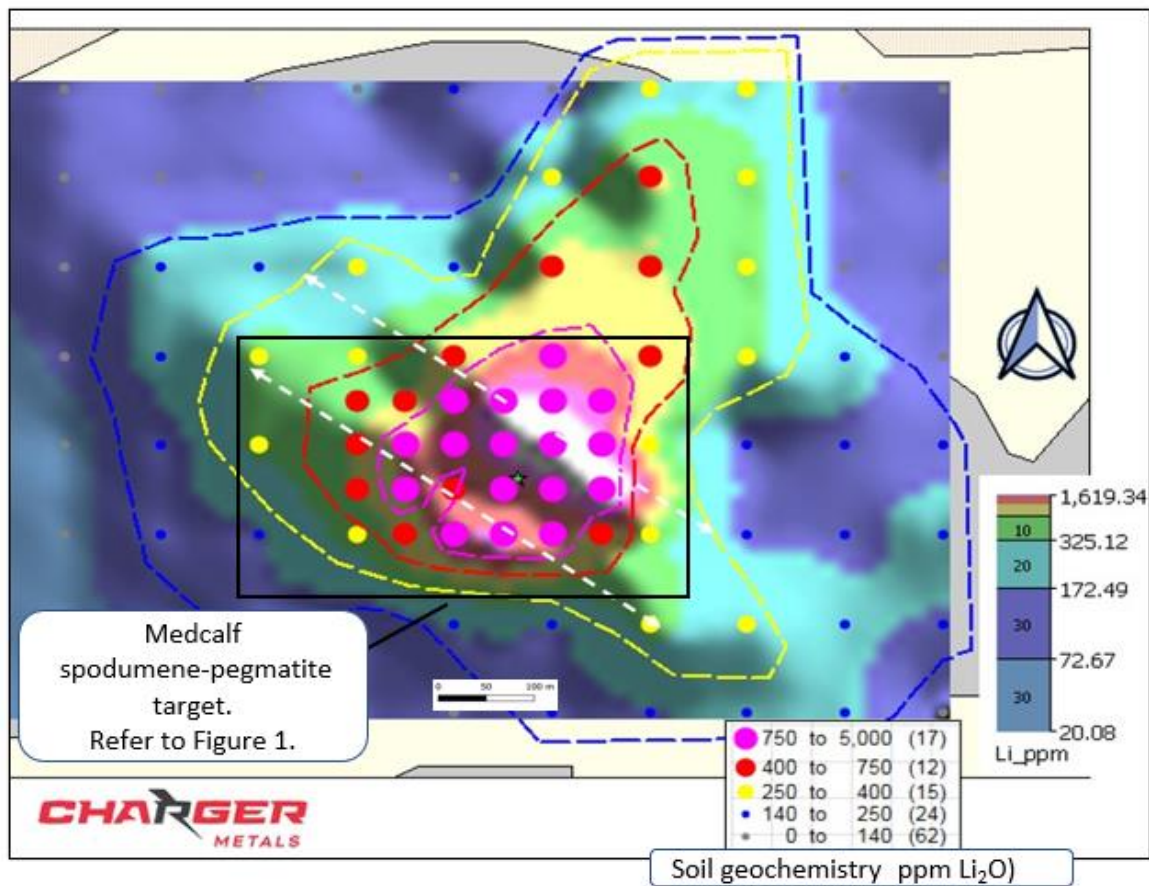 1,619.34
10
325.12
20
172.49
30
72.67
30
20.08
Li_ppm
Medcalf
spodumene-pegmatite
target.
Refer to Figure 1.
0 50 100 m
750 to 5,000 (17)
400 to 750 (12)
250 to 400 (15)
140 to 250 (24)
0 to 140 (62)
CHARGER
METALS
Soil geochemistry ppm Li₂O)